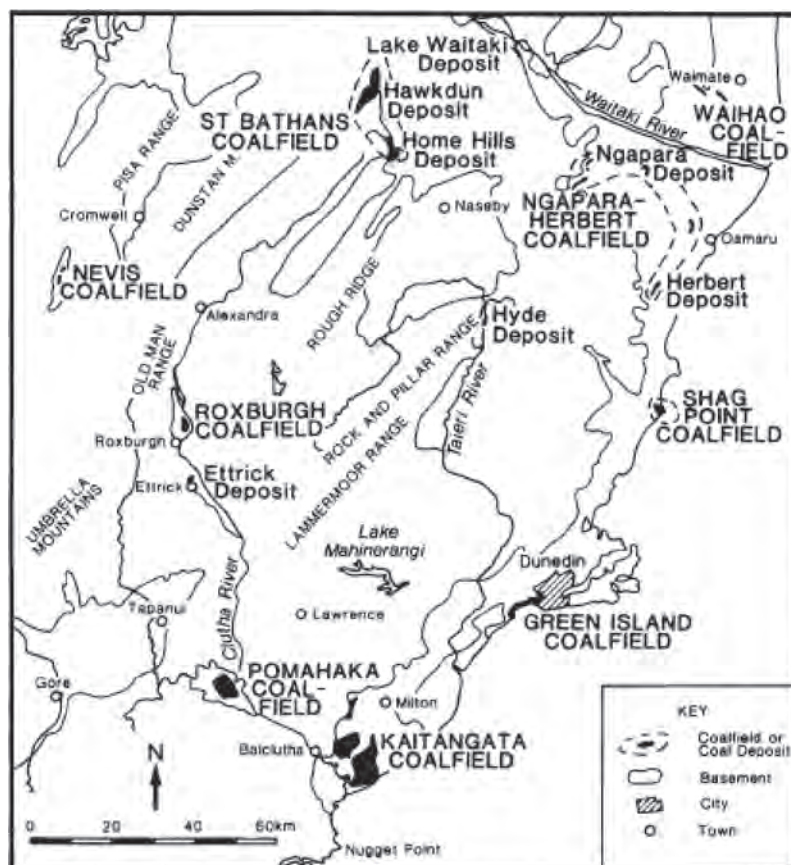 Lake Waitaki
Deposit
Waimate
Waitaki River
WAIHAO
COAL-
FIELD
Hawkdun
Deposit
ST BATHANS
COALFIELD
Home Hills
Deposit
Ngapara
Deposit
NGAPARA-
HERBERT
COALFIELD
PISA RANGE
DUNSTAN M.
Cromwell
Naseby
Oamaru
NEVIS
COALFIELD
Herbert
Deposit
Alexandra
ROUGH RIDGE
Hyde
Deposit
OLD MAN
RANGE
ROCK AND PILLAR RANGE
ROXBURGH
COALFIELD
Roxburgh
SHAG
POINT
COALFIELD
Taieri River
LAMMERMOOR RANGE
Ettrick
Deposit
Ettrick
UMBRELLA
MOUNTAINS
Lake
Mahinerangi
Dunedin
Clutha River
Tapanui
Lawrence
GREEN ISLAND
COALFIELD
POMAHAKA
COAL-
FIELD
Gore
Milton
KAITANGATA
COALFIELD
Balclutha
N
0 20 40 60km
Nugget Point
KEY
Coalfield or
Coal Deposit
Basement
City
Town